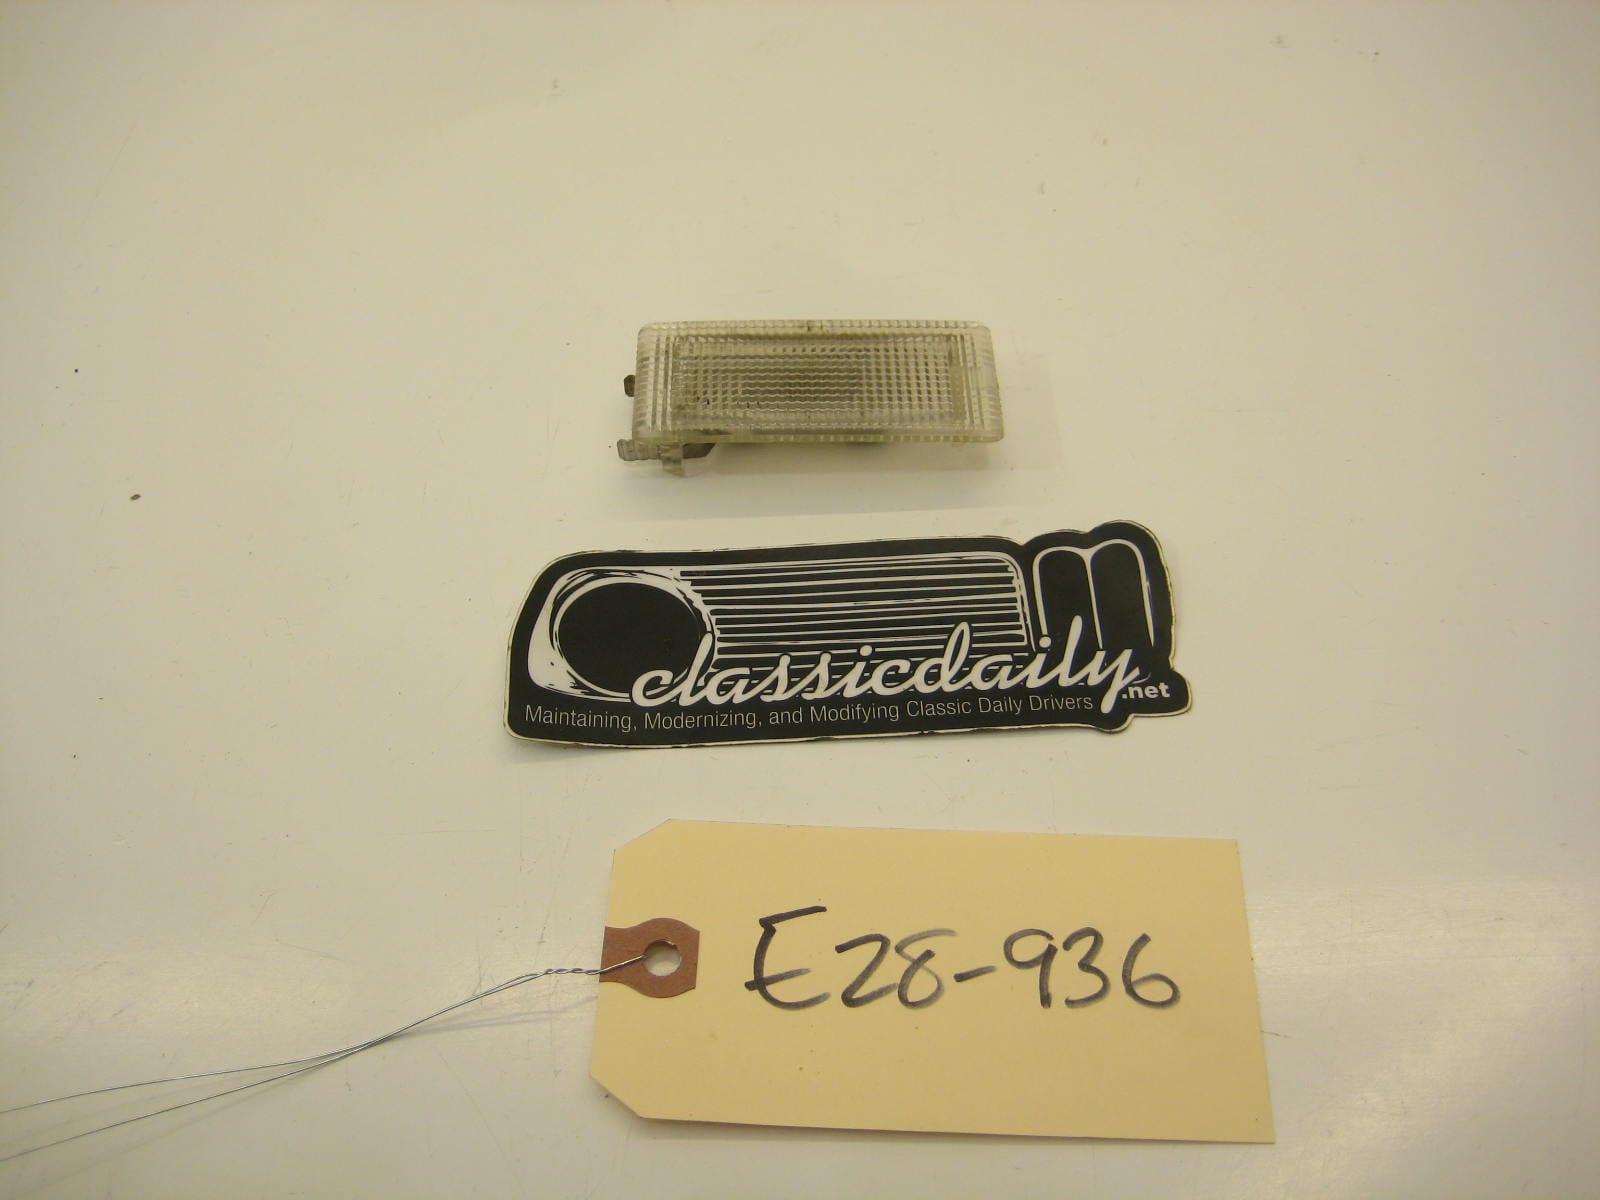 classicdaily.net
Maintaining, Modernizing, and Modifying Classic Daily Drivers
E28-936